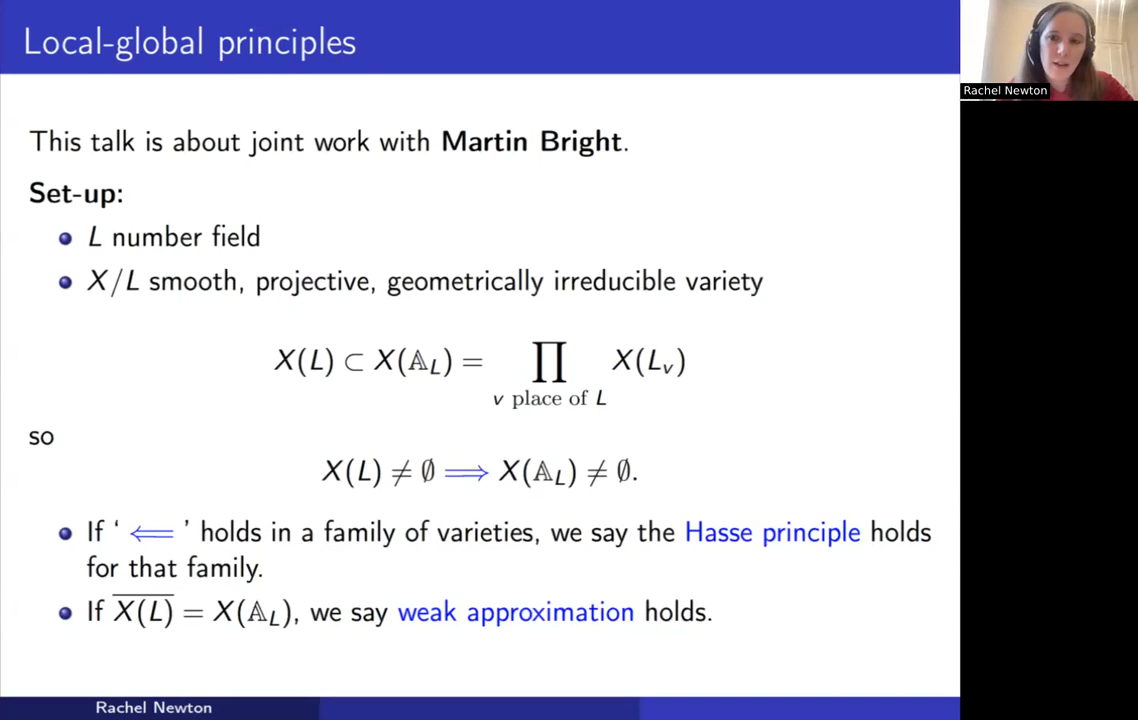 Local-global principles
Rachel Newton
This talk is about joint work with Martin Bright.
Set-up:
L number field
X/L smooth, projective, geometrically irreducible variety
X(L) ⊂ X(𝔸_L) = ∏ X(L_v)
v place of L
so
X(L) ≠ ∅ ⟹ X(𝔸_L) ≠ ∅.
If ‘ ⟸ ’ holds in a family of varieties, we say the Hasse principle holds
for that family.
If \overline{X(L)} = X(𝔸_L), we say weak approximation holds.
Rachel Newton